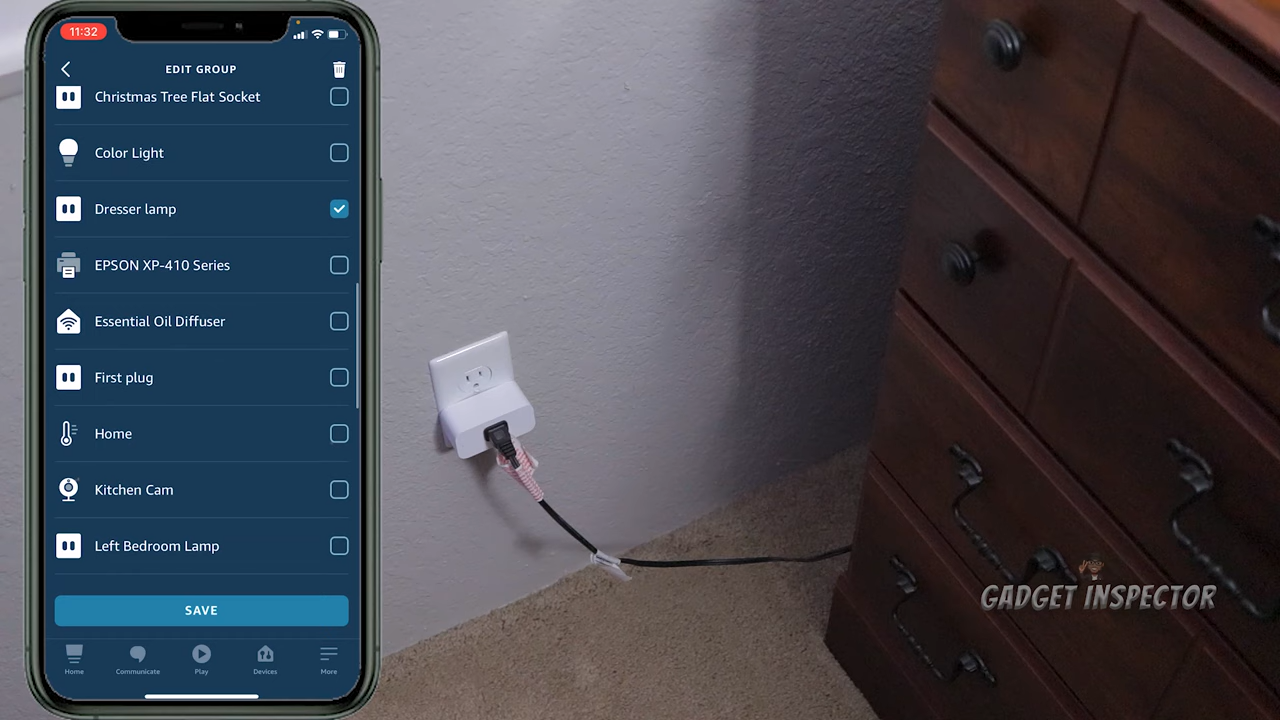 11:32
EDIT GROUP
Christmas Tree Flat Socket
Color Light
Dresser lamp
EPSON XP-410 Series
Essential Oil Diffuser
First plug
Home
Kitchen Cam
Left Bedroom Lamp
SAVE
Home Communicate Play Devices More
GADGET INSPECTOR